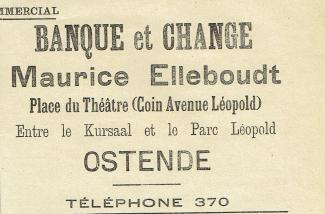 MMERCIAL
BANQUE et CHANGE
Maurice Elleboudt
Place du Théâtre (Coin Avenue Léopold)
Entre le Kursaal et le Parc Léopold
OSTENDE
TÉLÉPHONE 370